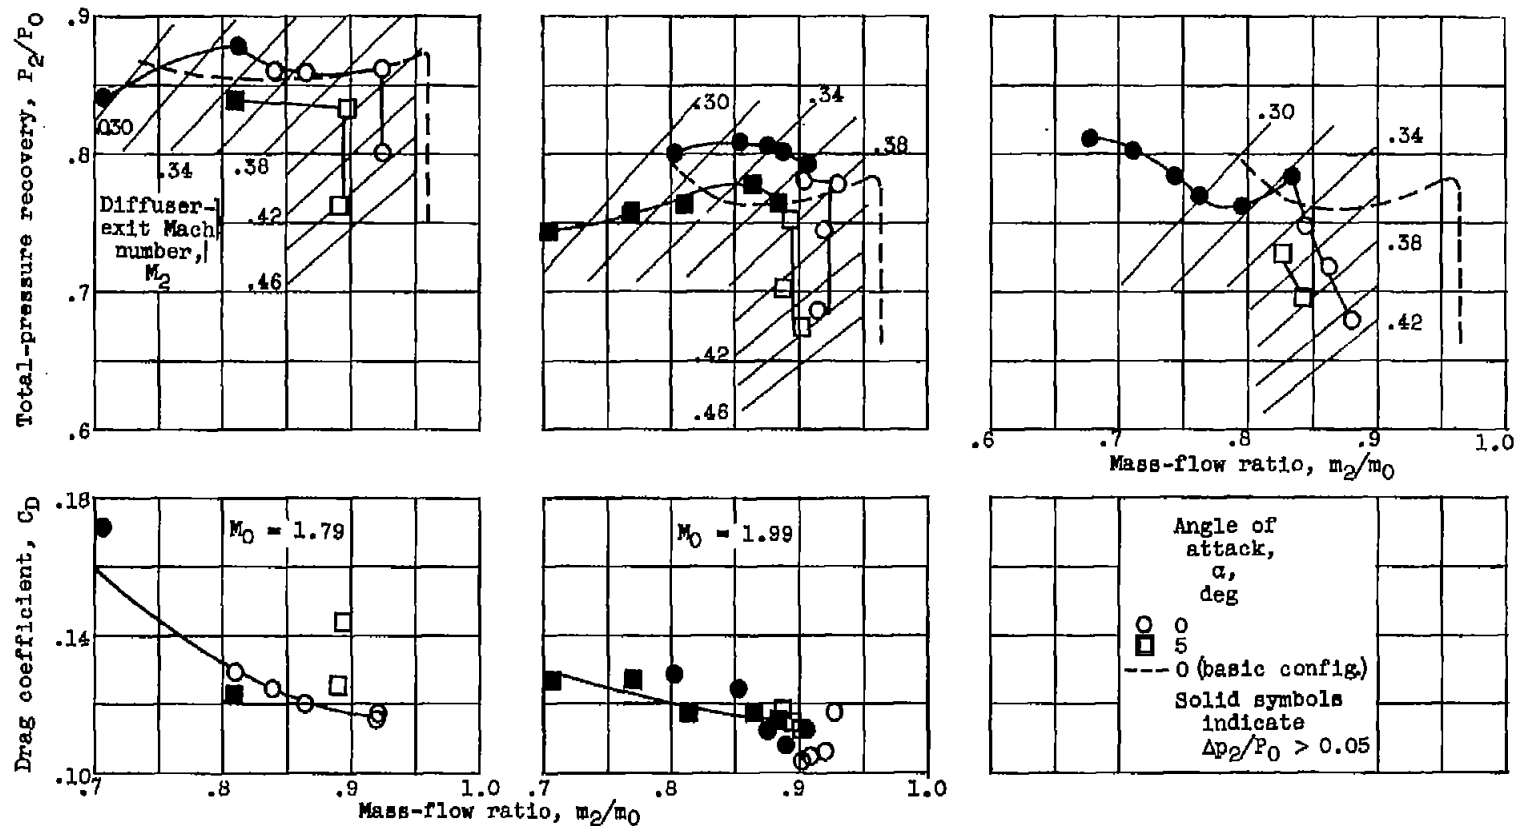 Total-pressure recovery, P2/P0
.9
.8
.7
.6
.030
.34
.38
.42
.46
Diffuser-
exit Mach
number,
M2
.30
.34
.38
.42
.46
.30
.34
.38
.42
.6 .7 .8 .9 1.0
Mass-flow ratio, m2/m0
Drag coefficient, CD
.18
.14
.10
M0 = 1.79
M0 = 1.99
.7 .8 .9 1.0
.7 .8 .9 1.0
Mass-flow ratio, m2/m0
Angle of
attack,
α,
deg
0
5
0 (basic config.)
Solid symbols
indicate
Δp2/P0 > 0.05